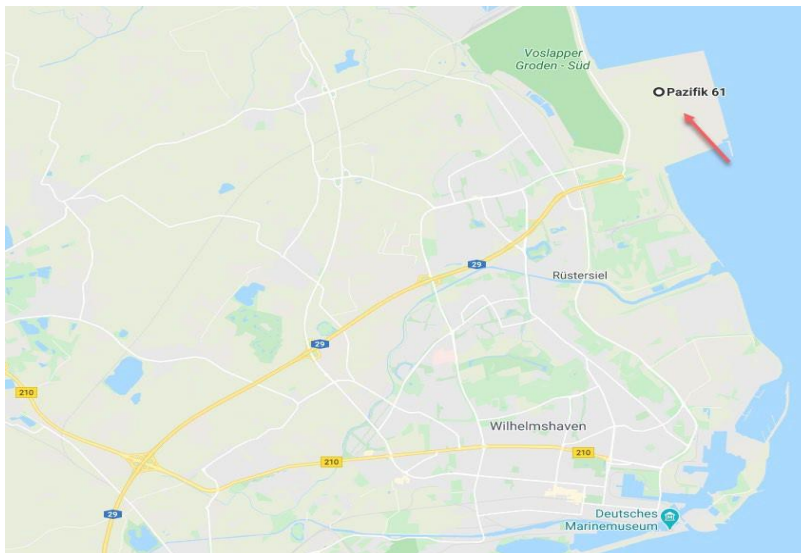 Voslapper
Groden - Süd
Pazifik 61
29
Rüstersiel
29
210
Wilhelmshaven
210
210
29
Deutsches
Marinemuseum